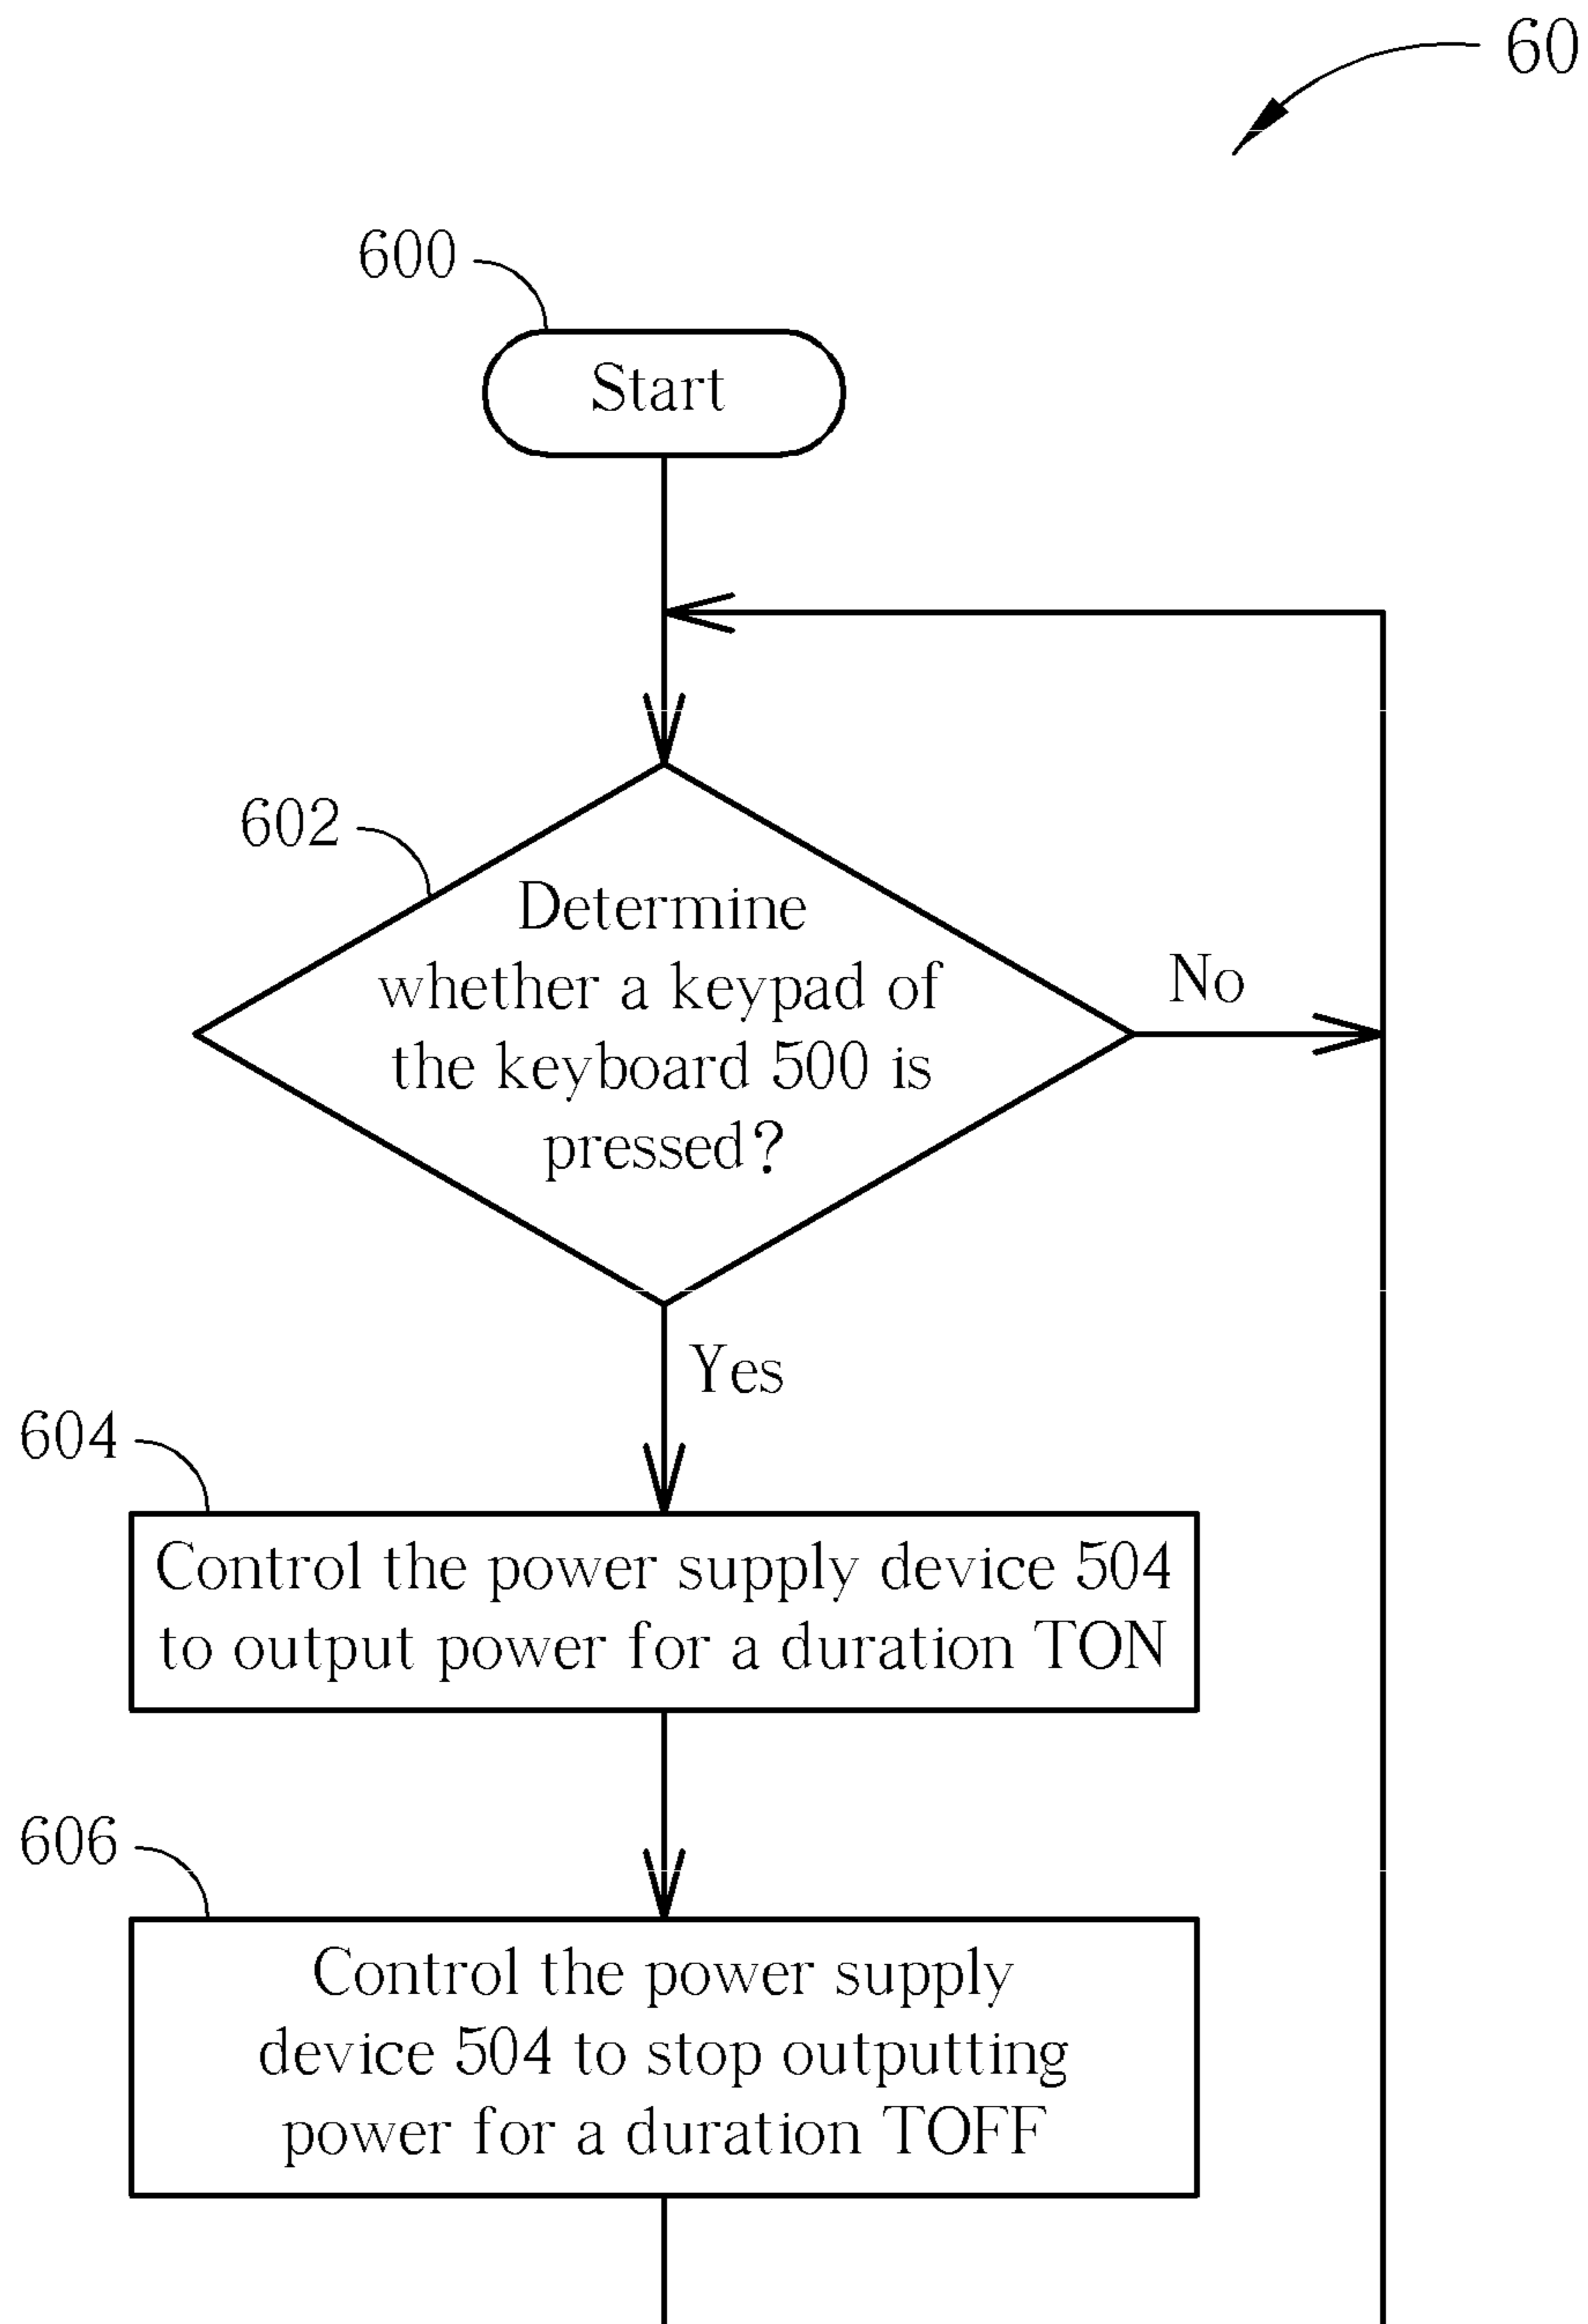 60
600
Start
602
Determine
whether a keypad of
the keyboard 500 is
pressed?
No
Yes
604
Control the power supply device 504
to output power for a duration TON
606
Control the power supply
device 504 to stop outputting
power for a duration TOFF